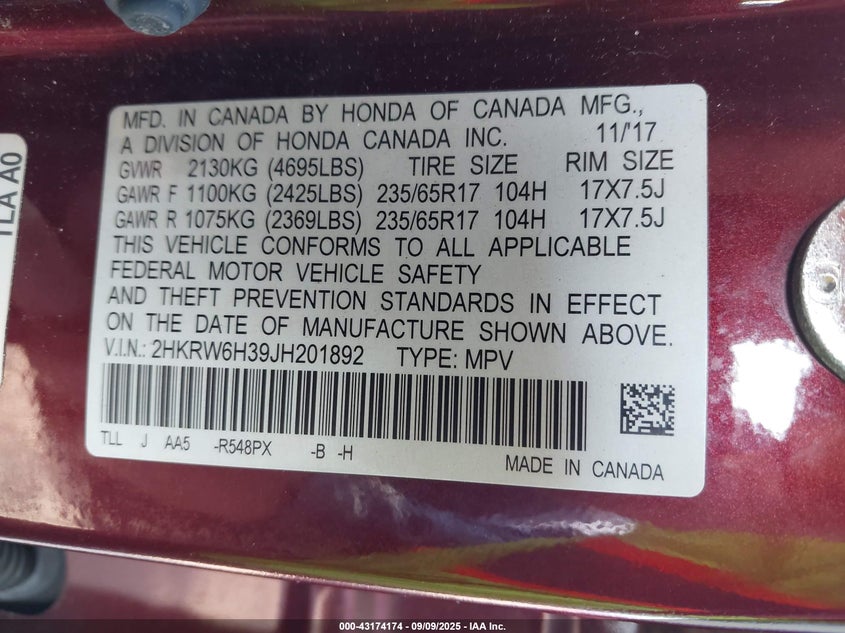 MFD. IN CANADA BY HONDA OF CANADA MFG.,
A DIVISION OF HONDA CANADA INC. 11/'17
GVWR 2130KG (4695LBS) TIRE SIZE RIM SIZE
GAWR F 1100KG (2425LBS) 235/65R17 104H 17X7.5J
GAWR R 1075KG (2369LBS) 235/65R17 104H 17X7.5J
THIS VEHICLE CONFORMS TO ALL APPLICABLE
FEDERAL MOTOR VEHICLE SAFETY
AND THEFT PREVENTION STANDARDS IN EFFECT
ON THE DATE OF MANUFACTURE SHOWN ABOVE.
V.I.N.: 2HKRW6H39JH201892 TYPE: MPV
TLL J AA5 -R548PX -B -H
MADE IN CANADA
TLA A0
000-43174174 - 09/09/2025 - IAA Inc.